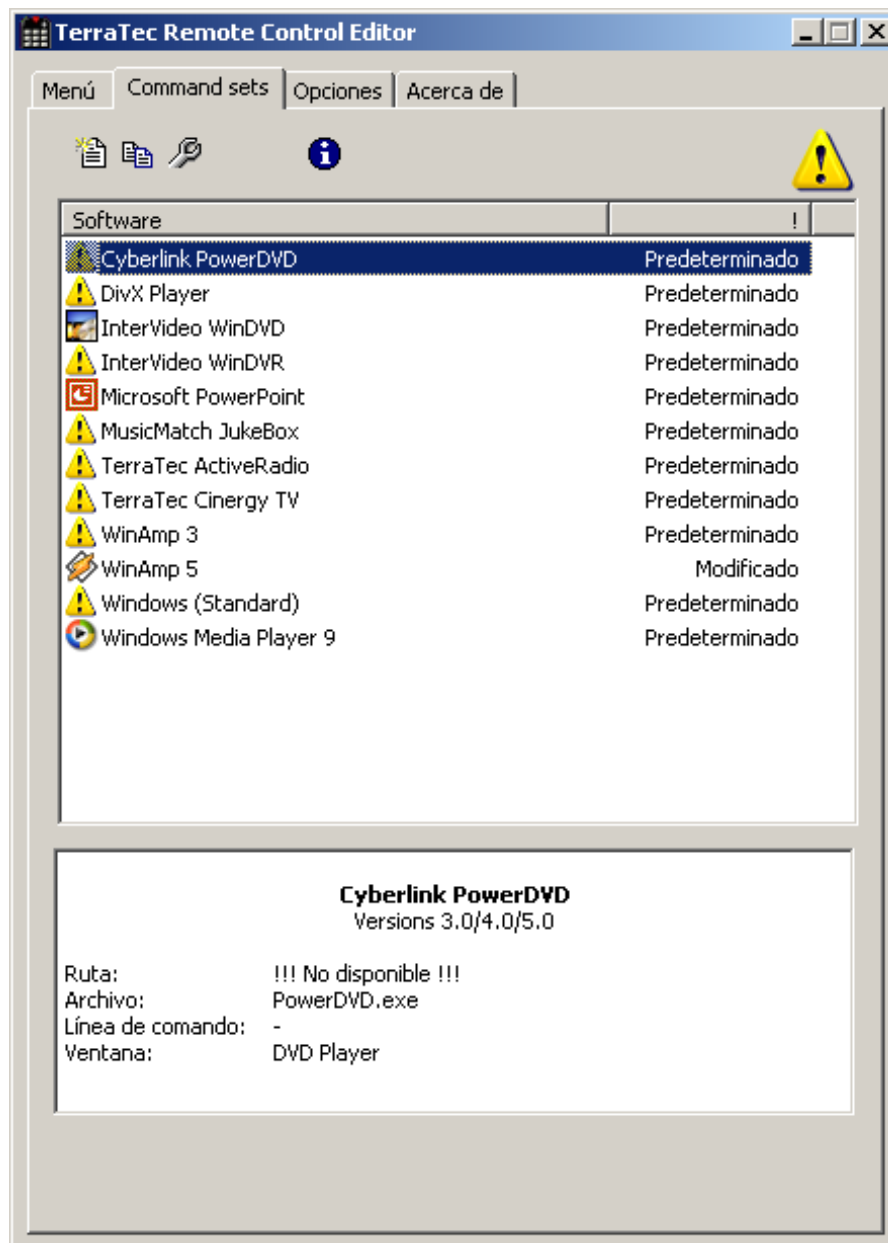 TerraTec Remote Control Editor
Menú Command sets Opciones Acerca de
Software !
Cyberlink PowerDVD Predeterminado
DivX Player Predeterminado
InterVideo WinDVD Predeterminado
InterVideo WinDVR Predeterminado
Microsoft PowerPoint Predeterminado
MusicMatch JukeBox Predeterminado
TerraTec ActiveRadio Predeterminado
TerraTec Cinergy TV Predeterminado
WinAmp 3 Predeterminado
WinAmp 5 Modificado
Windows (Standard) Predeterminado
Windows Media Player 9 Predeterminado
Cyberlink PowerDVD
Versions 3.0/4.0/5.0
Ruta: !!! No disponible !!!
Archivo: PowerDVD.exe
Línea de comando: -
Ventana: DVD Player